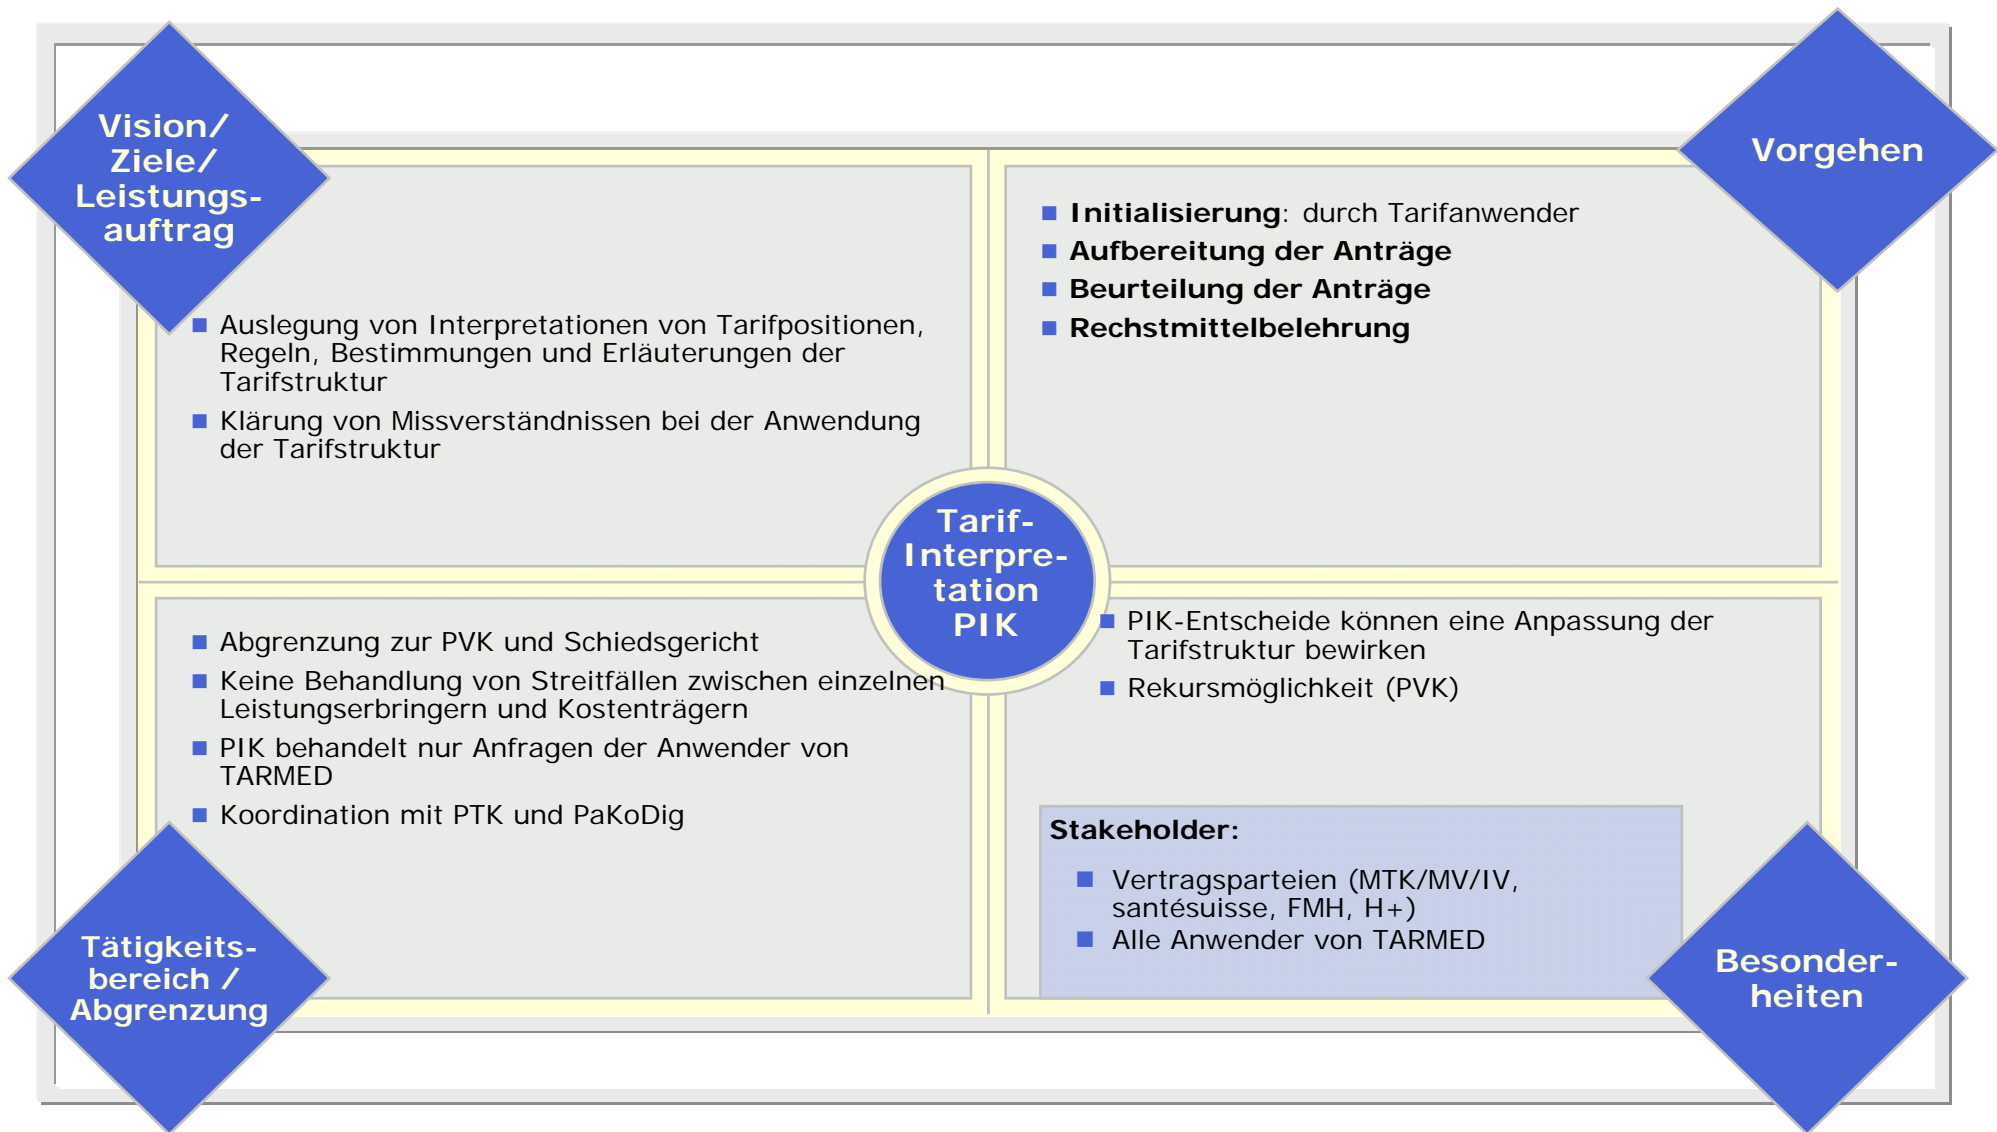 Vision/
Ziele/
Leistungs-
auftrag
Auslegung von Interpretationen von Tarifpositionen,
Regeln, Bestimmungen und Erläuterungen der
Tarifstruktur
Klärung von Missverständnissen bei der Anwendung
der Tarifstruktur
Vorgehen
Initialisierung: durch Tarifanwender
Aufbereitung der Anträge
Beurteilung der Anträge
Rechstmittelbelehrung
Tarif-
Interpre-
tation
PIK
Abgrenzung zur PVK und Schiedsgericht
Keine Behandlung von Streitfällen zwischen einzelnen
Leistungserbringern und Kostenträgern
PIK behandelt nur Anfragen der Anwender von
TARMED
Koordination mit PTK und PaKoDig
Tätigkeits-
bereich /
Abgrenzung
PIK-Entscheide können eine Anpassung der
Tarifstruktur bewirken
Rekursmöglichkeit (PVK)
Stakeholder:
Vertragsparteien (MTK/MV/IV,
santésuisse, FMH, H+)
Alle Anwender von TARMED
Besonder-
heiten